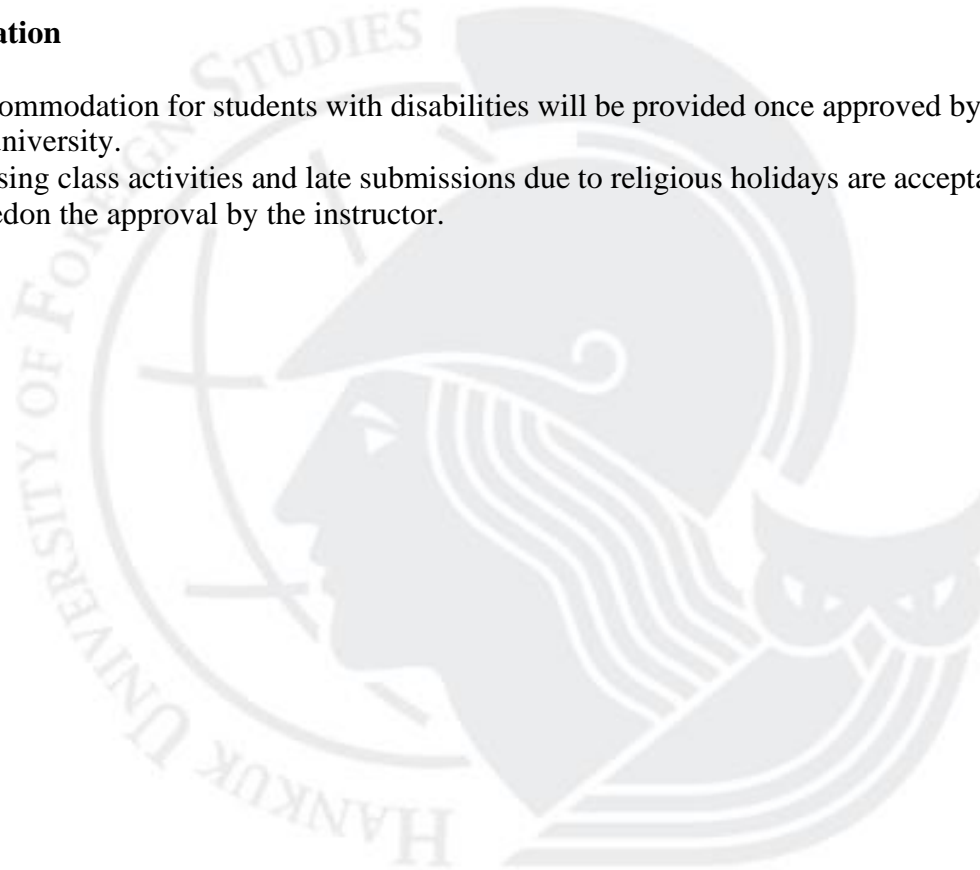 ation
ommodation for students with disabilities will be provided once approved by
niversity.
sing class activities and late submissions due to religious holidays are accepta
edon the approval by the instructor.
HANKUK UNIVERSITY OF FOREIGN STUDIES